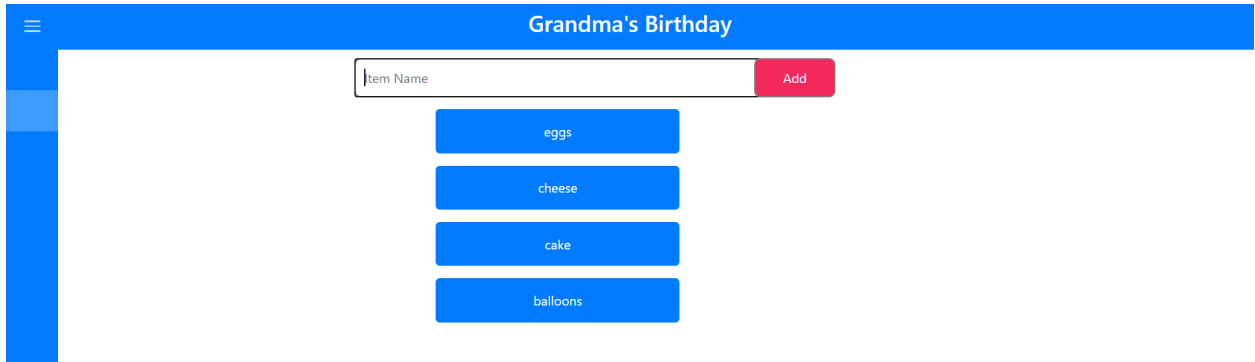 Grandma's Birthday
Item Name
Add
eggs
cheese
cake
balloons